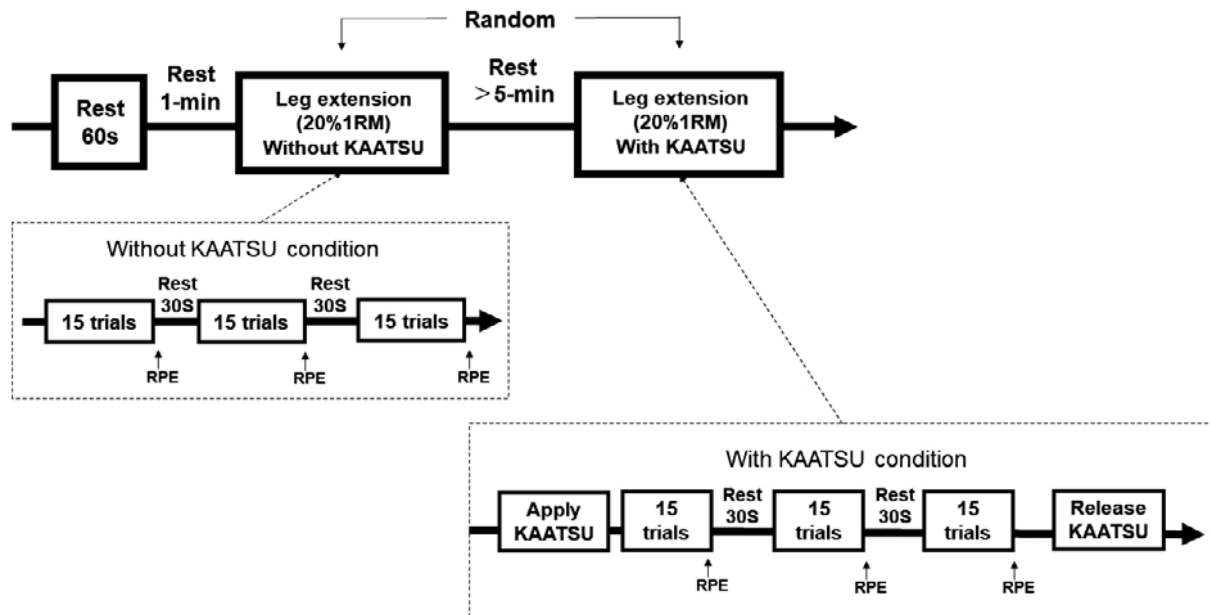 Random
Rest
60s
Rest
1-min
Leg extension
(20%1RM)
Without KAATSU
Rest
＞5-min
Leg extension
(20%1RM)
With KAATSU
Without KAATSU condition
15 trials
Rest
30S
15 trials
Rest
30S
15 trials
RPE
RPE
RPE
With KAATSU condition
Apply
KAATSU
15
trials
Rest
30S
15
trials
Rest
30S
15
trials
Release
KAATSU
RPE
RPE
RPE